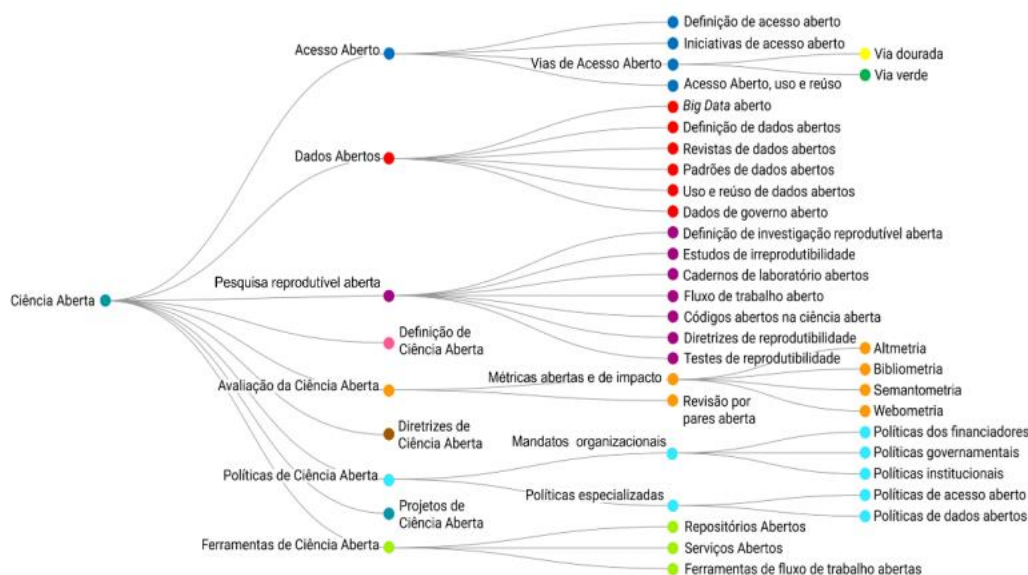 Ciência Aberta
Acesso Aberto
Definição de acesso aberto
Iniciativas de acesso aberto
Vias de Acesso Aberto
Via dourada
Via verde
Acesso Aberto, uso e reúso
Dados Abertos
Big Data aberto
Definição de dados abertos
Revistas de dados abertos
Padrões de dados abertos
Uso e reúso de dados abertos
Dados de governo aberto
Pesquisa reprodutível aberta
Definição de investigação reprodutível aberta
Estudos de irreprodutibilidade
Cadernos de laboratório abertos
Fluxo de trabalho aberto
Códigos abertos na ciência aberta
Diretrizes de reprodutibilidade
Testes de reprodutibilidade
Definição de
Ciência Aberta
Avaliação da Ciência Aberta
Métricas abertas e de impacto
Altmetria
Bibliometria
Semantometria
Webometria
Revisão por
pares aberta
Diretrizes de
Ciência Aberta
Políticas de Ciência Aberta
Mandatos organizacionais
Políticas dos financiadores
Políticas governamentais
Políticas institucionais
Políticas especializadas
Políticas de acesso aberto
Políticas de dados abertos
Projetos de
Ciência Aberta
Ferramentas de Ciência Aberta
Repositórios Abertos
Serviços Abertos
Ferramentas de fluxo de trabalho abertas